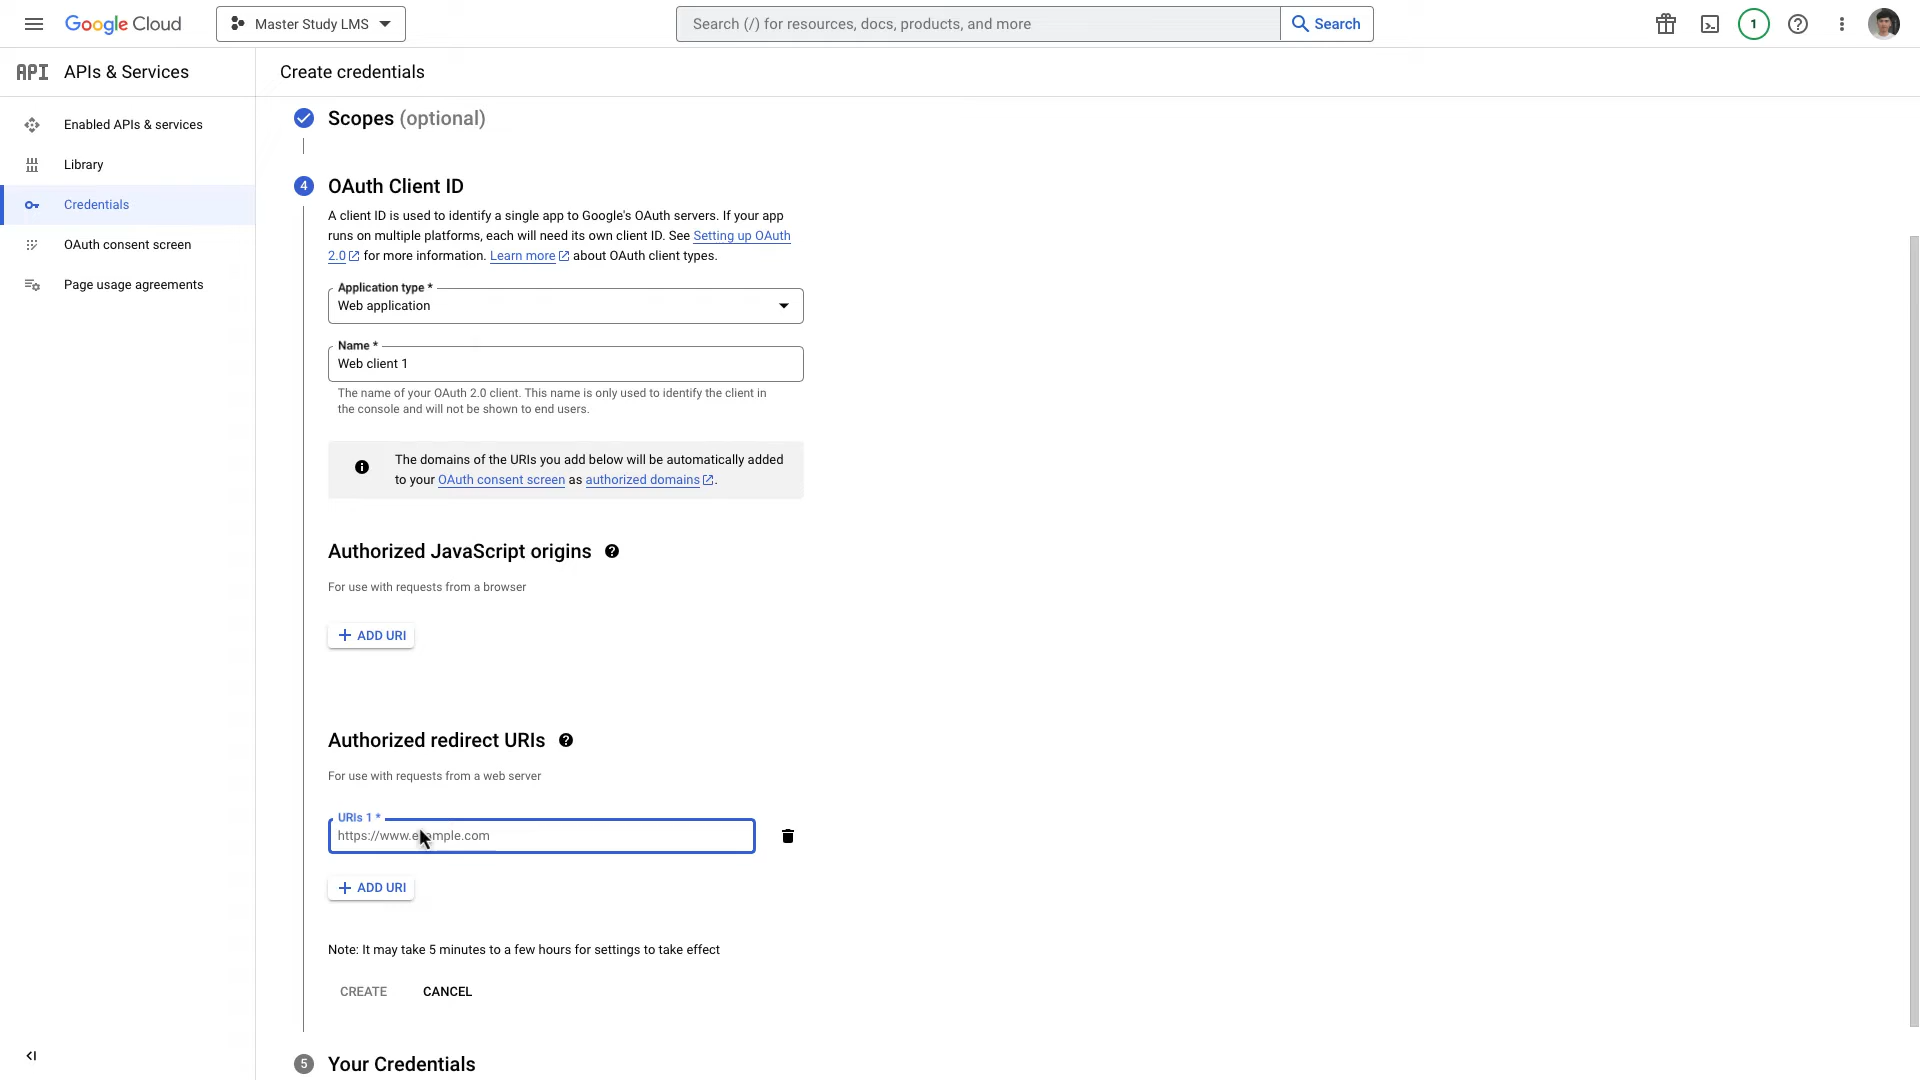 Google Cloud
Master Study LMS
Search (/) for resources, docs, products, and more
Search
1
API
APIs & Services
Create credentials
Enabled APIs & services
Library
Credentials
OAuth consent screen
Page usage agreements
Scopes (optional)
4
OAuth Client ID
A client ID is used to identify a single app to Google's OAuth servers. If your app
runs on multiple platforms, each will need its own client ID. See Setting up OAuth
2.0 for more information. Learn more about OAuth client types.
Application type *
Web application
Name *
Web client 1
The name of your OAuth 2.0 client. This name is only used to identify the client in
the console and will not be shown to end users.
The domains of the URIs you add below will be automatically added
to your OAuth consent screen as authorized domains.
Authorized JavaScript origins
For use with requests from a browser
+ ADD URI
Authorized redirect URIs
For use with requests from a web server
URIs 1 *
https://www.example.com
+ ADD URI
Note: It may take 5 minutes to a few hours for settings to take effect
CREATE
CANCEL
5
Your Credentials